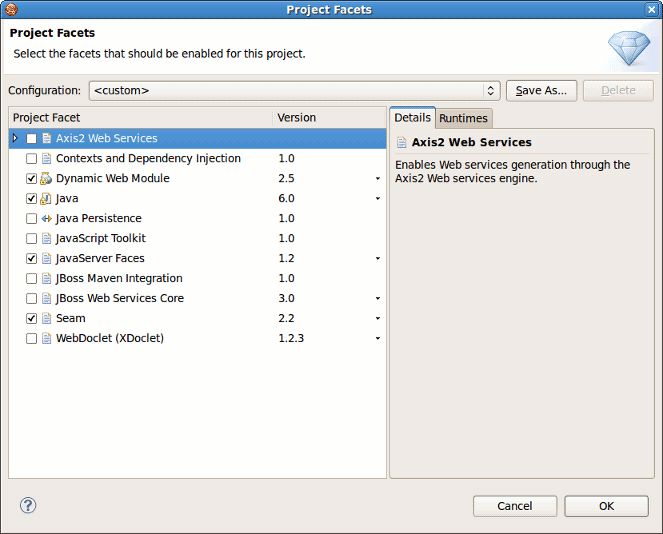 Project Facets
Project Facets
Select the facets that should be enabled for this project.
Configuration: <custom> Save As... Delete
Project Facet Version
Axis2 Web Services
Contexts and Dependency Injection 1.0
Dynamic Web Module 2.5
Java 6.0
Java Persistence 1.0
JavaScript Toolkit 1.0
JavaServer Faces 1.2
JBoss Maven Integration 1.0
JBoss Web Services Core 3.0
Seam 2.2
WebDoclet (XDoclet) 1.2.3
Details Runtimes
Axis2 Web Services
Enables Web services generation through the
Axis2 Web services engine.
? Cancel OK